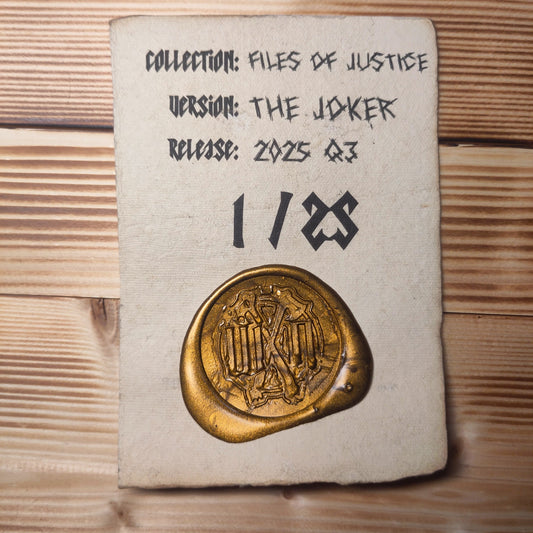 COLLECTION: FILES OF JUSTICE
VERSION: THE JOKER
RELEASE: 2025 Q3
1/25